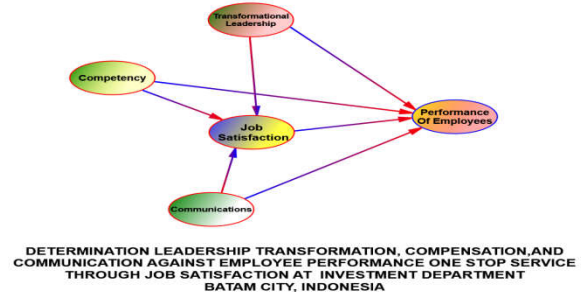 Transformational
Leadership
Competency
Performance
Of Employees
Job
Satisfaction
Communications
DETERMINATION LEADERSHIP TRANSFORMATION, COMPENSATION,AND
COMMUNICATION AGAINST EMPLOYEE PERFORMANCE ONE STOP SERVICE
THROUGH JOB SATISFACTION AT INVESTMENT DEPARTMENT
BATAM CITY, INDONESIA